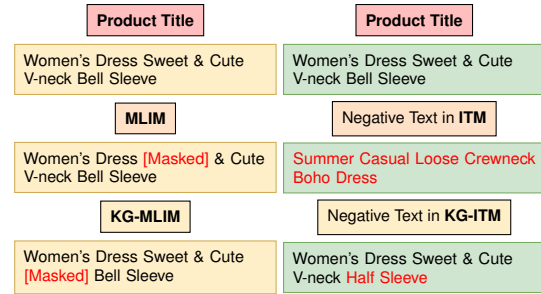 Product Title
Women's Dress Sweet & Cute
V-neck Bell Sleeve
MLIM
Women's Dress [Masked] & Cute
V-neck Bell Sleeve
KG-MLIM
Women's Dress Sweet & Cute
[Masked] Bell Sleeve
Product Title
Women's Dress Sweet & Cute
V-neck Bell Sleeve
Negative Text in ITM
Summer Casual Loose Crewneck
Boho Dress
Negative Text in KG-ITM
Women's Dress Sweet & Cute
V-neck Half Sleeve